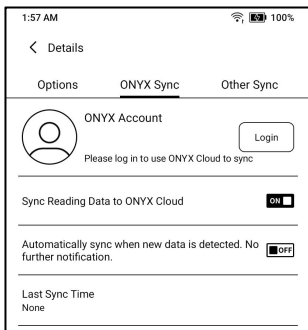 1:57 AM 100%
Details
Options ONYX Sync Other Sync
ONYX Account
Login
Please log in to use ONYX Cloud to sync
Sync Reading Data to ONYX Cloud ON
Automatically sync when new data is detected. No
further notification. OFF
Last Sync Time
None